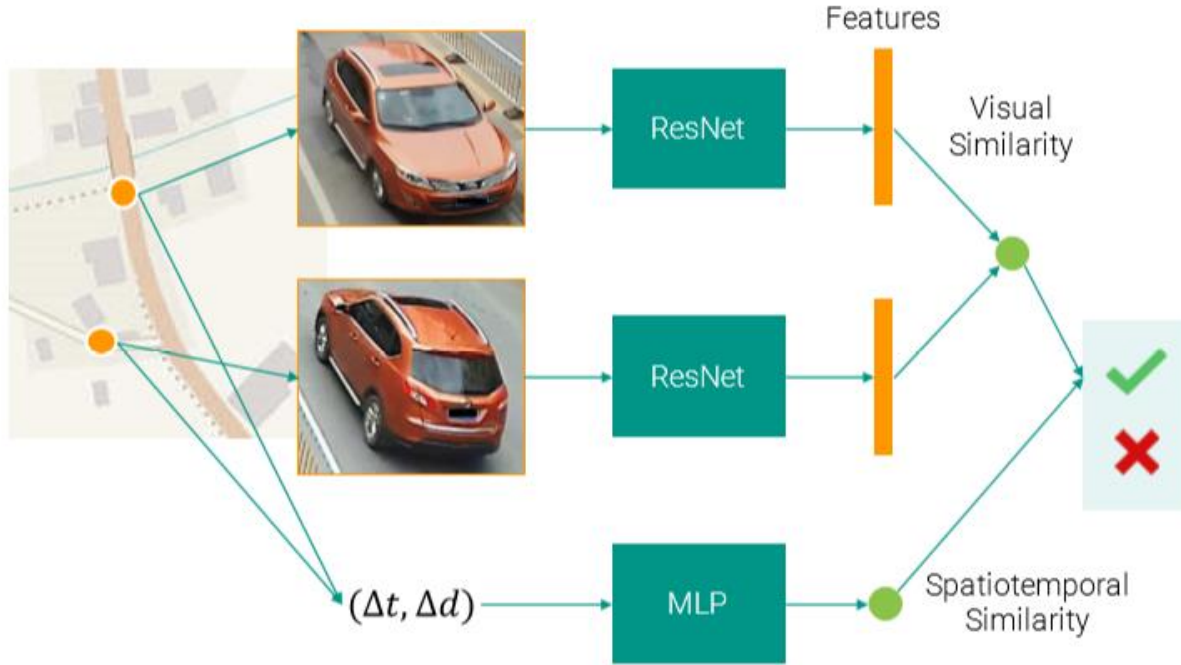 Features
ResNet
Visual
Similarity
ResNet
(Δt, Δd)
MLP
Spatiotemporal
Similarity